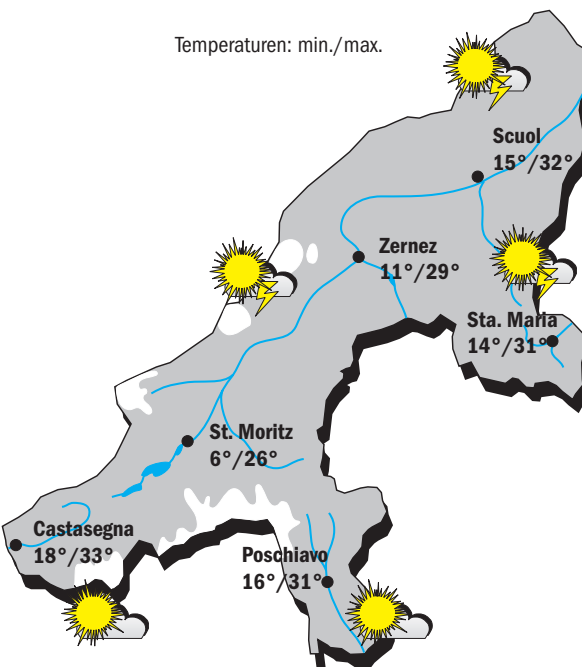 Temperaturen: min./max.
Scuol
15°/32°
Zernez
11°/29°
Sta. Maria
14°/31°
St. Moritz
6°/26°
Castasegna
18°/33°
Poschiavo
16°/31°